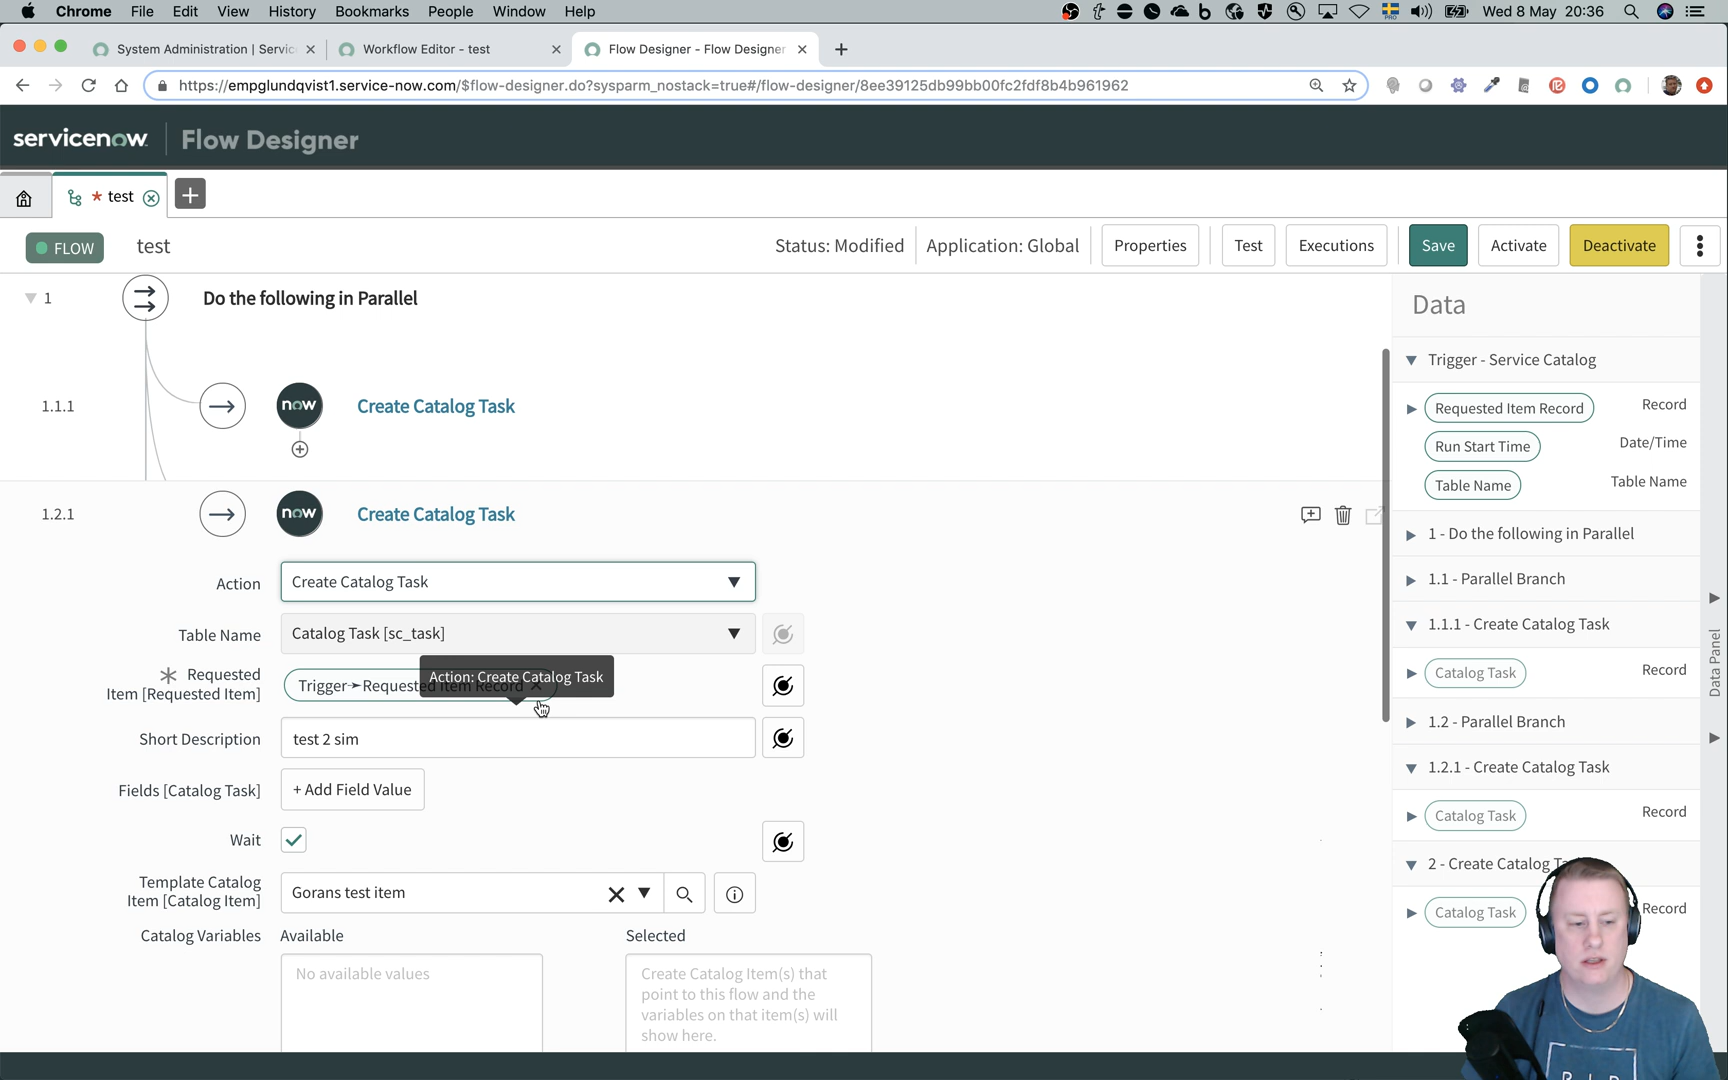 Chrome File Edit View History Bookmarks People Window Help Wed 8 May 20:36
System Administration | Servic Workflow Editor - test Flow Designer - Flow Designer
https://empglundqvist1.service-now.com/$flow-designer.do?sysparm_nostack=true#/flow-designer/8ee39125db99bb00fc2fdf8b4b961962
servicenow Flow Designer
* test
FLOW test Status: Modified Application: Global Properties Test Executions Save Activate Deactivate
1 Do the following in Parallel
1.1.1 now Create Catalog Task
1.2.1 now Create Catalog Task
Action Create Catalog Task
Table Name Catalog Task [sc_task]
Action: Create Catalog Task
Requested
Item [Requested Item] Trigger Requested Item Record
Short Description test 2 sim
Fields [Catalog Task] + Add Field Value
Wait
Template Catalog
Item [Catalog Item] Gorans test item
Catalog Variables Available Selected
No available values
Create Catalog Item(s) that
point to this flow and the
variables on that item(s) will
show here.
Data
Trigger - Service Catalog
Requested Item Record Record
Run Start Time Date/Time
Table Name Table Name
1 - Do the following in Parallel
1.1 - Parallel Branch
1.1.1 - Create Catalog Task
Catalog Task Record
1.2 - Parallel Branch
1.2.1 - Create Catalog Task
Catalog Task Record
2 - Create Catalog
Catalog Task Record
Data Panel